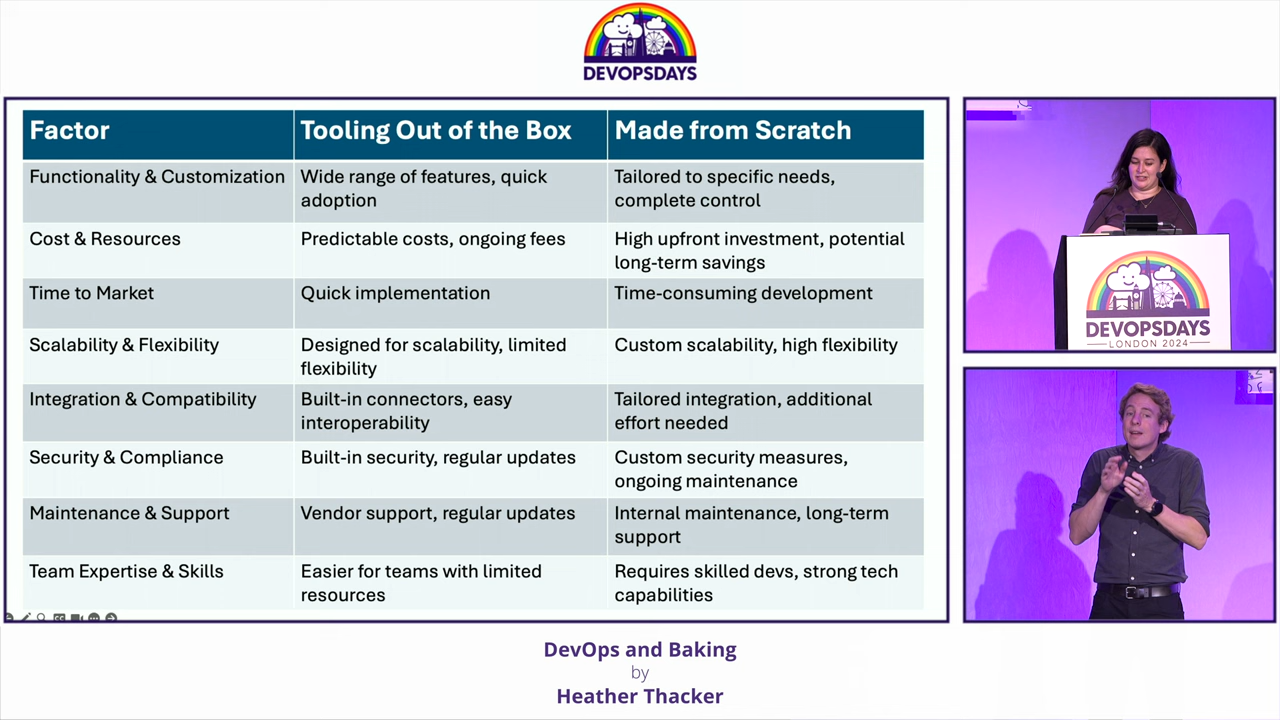 DEVOPSDAYS
Factor
Tooling Out of the Box
Made from Scratch
Functionality & Customization
Wide range of features, quick
adoption
Tailored to specific needs,
complete control
Cost & Resources
Predictable costs, ongoing fees
High upfront investment, potential
long-term savings
Time to Market
Quick implementation
Time-consuming development
Scalability & Flexibility
Designed for scalability, limited
flexibility
Custom scalability, high flexibility
Integration & Compatibility
Built-in connectors, easy
interoperability
Tailored integration, additional
effort needed
Security & Compliance
Built-in security, regular updates
Custom security measures,
ongoing maintenance
Maintenance & Support
Vendor support, regular updates
Internal maintenance, long-term
support
Team Expertise & Skills
Easier for teams with limited
resources
Requires skilled devs, strong tech
capabilities
DEVOPSDAYS
LONDON 2024
DevOps and Baking
by
Heather Thacker